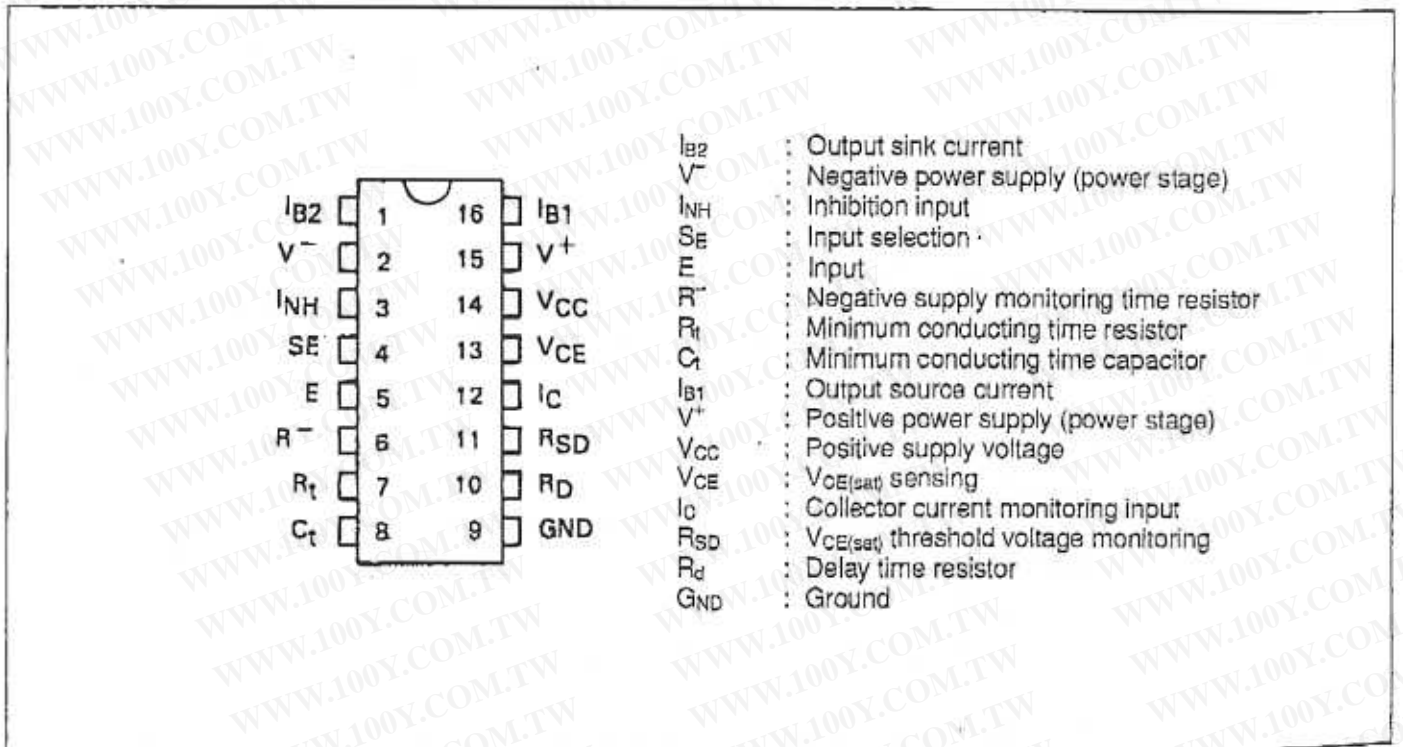 IB2 1 16 IB1
V- 2 15 V+
INH 3 14 VCC
SE 4 13 VCE
E 5 12 IC
R- 6 11 RSD
Rt 7 10 RD
Ct 8 9 GND
IB2 : Output sink current
V- : Negative power supply (power stage)
INH : Inhibition input
SE : Input selection
E : Input
R- : Negative supply monitoring time resistor
Rt : Minimum conducting time resistor
Ct : Minimum conducting time capacitor
IB1 : Output source current
V+ : Positive power supply (power stage)
VCC : Positive supply voltage
VCE : VCE(sat) sensing
IC : Collector current monitoring input
RSD : VCE(sat) threshold voltage monitoring
Rd : Delay time resistor
GND : Ground
WWW.100Y.COM.TW